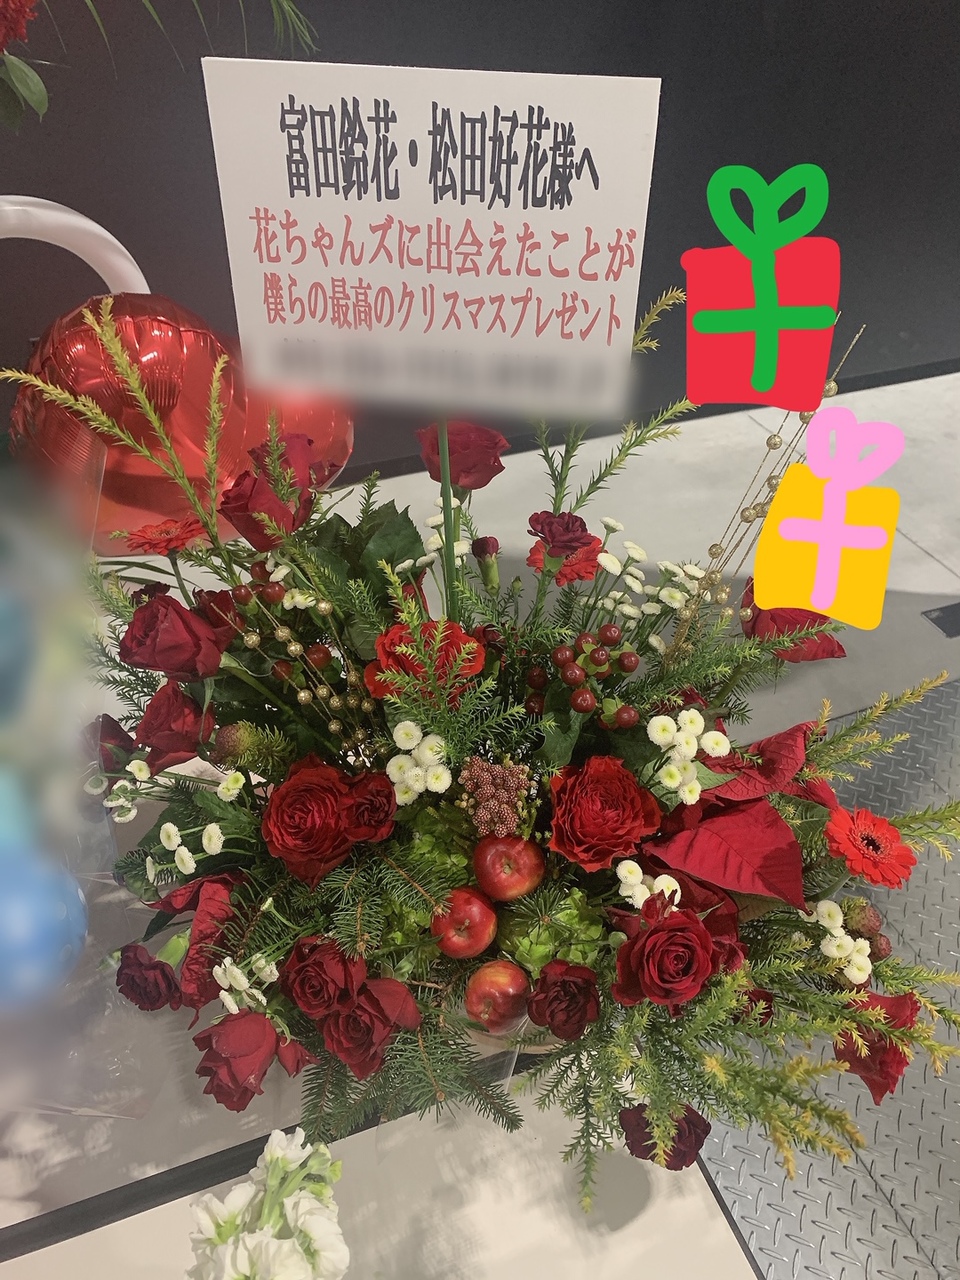 富田鈴花・松田好花様へ
花ちゃんズに出会えたことが
僕らの最高のクリスマスプレゼント